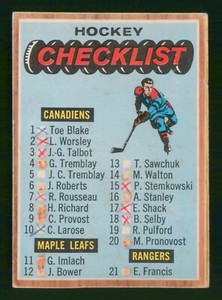 HOCKEY
CHECKLIST
CANADIENS
1 Toe Blake
2 L. Worsley
3 J.-G. Talbot
4 G. Tremblay
5 J. C. Tremblay
6 J. Roberts
7 R. Rousseau
8 H. Richard
9 C. Provost
10 C. Larose
MAPLE LEAFS
11 G. Imlach
12 J. Bower
13 T. Sawchuk
14 M. Walton
15 P. Stemkowski
16 A. Stanley
17 E. Shack
18 B. Selby
19 R. Pulford
20 M. Pronovost
RANGERS
21 E. Francis